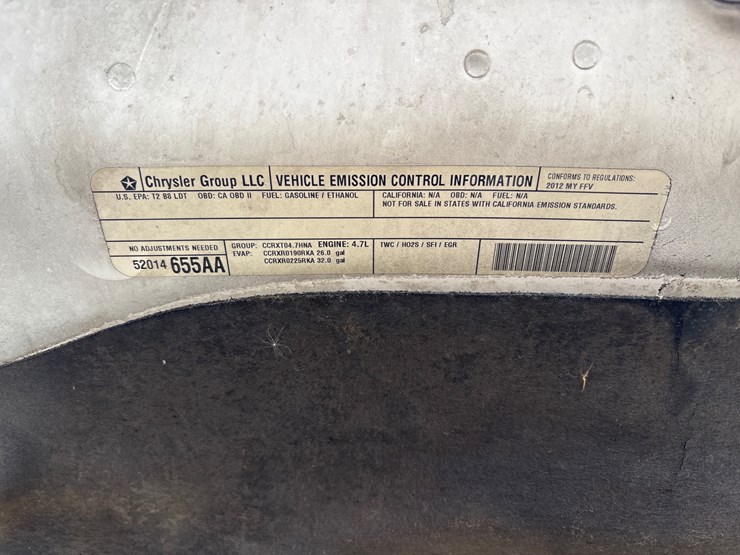 Chrysler Group LLC VEHICLE EMISSION CONTROL INFORMATION CONFORMS TO REGULATIONS:
2012 MY FFV
U.S. EPA: T2 B8 LDT OBD: CA OBD II FUEL: GASOLINE / ETHANOL
CALIFORNIA: N/A OBD: N/A FUEL: N/A
NOT FOR SALE IN STATES WITH CALIFORNIA EMISSION STANDARDS.
NO ADJUSTMENTS NEEDED
52014 655AA
GROUP: CCRXT04.7HNA ENGINE: 4.7L
EVAP: CCRXR0190RKA 26.0 gal
CCRXR0225RKA 32.0 gal
TWC / HO2S / SFI / EGR